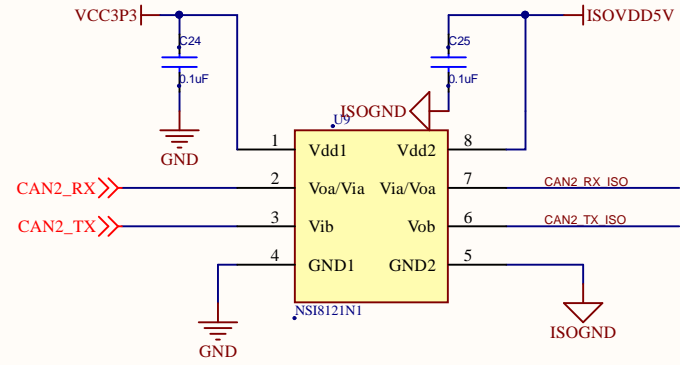 VCC3P3
ISOVDD5V
C24
C25
0.1uF
0.1uF
ISOGND
U9
GND
1
Vdd1
Vdd2
8
CAN2_RX
2
Voa/Via
Via/Voa
7
CAN2_RX_ISO
CAN2_TX
3
Vib
Vob
6
CAN2_TX_ISO
4
GND1
GND2
5
NSI8121N1
ISOGND
GND